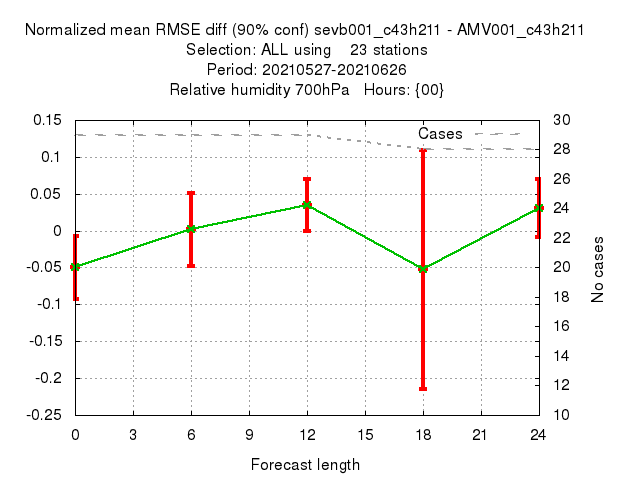 Normalized mean RMSE diff (90% conf) sevb001_c43h211 - AMV001_c43h211
Selection: ALL using 23 stations
Period: 20210527-20210626
Relative humidity 700hPa Hours: {00}
Cases
0.15
0.1
0.05
0
-0.05
-0.1
-0.15
-0.2
-0.25
30
28
26
24
22
20
18
16
14
12
10
No cases
0 3 6 9 12 15 18 21 24
Forecast length